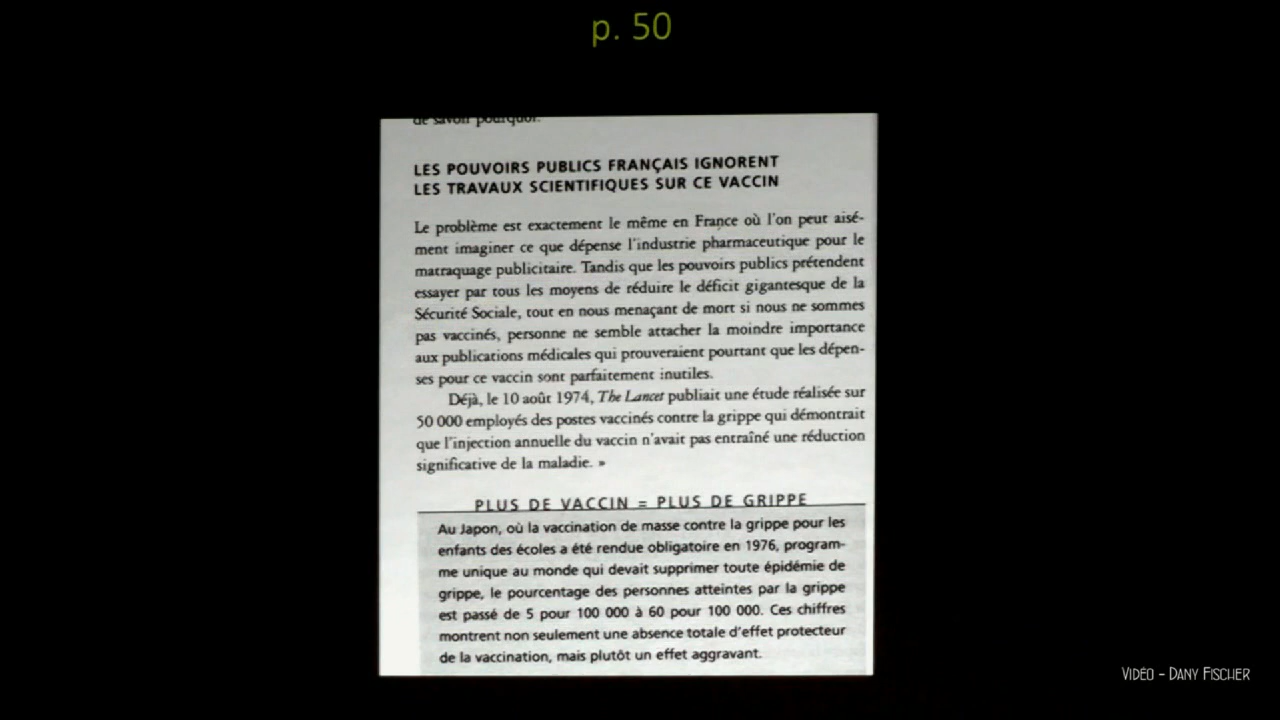 p. 50
de savoir pourquoi.
LES POUVOIRS PUBLICS FRANÇAIS IGNORENT
LES TRAVAUX SCIENTIFIQUES SUR CE VACCIN
Le problème est exactement le même en France où l'on peut aisé-
ment imaginer ce que dépense l'industrie pharmaceutique pour le
matraquage publicitaire. Tandis que les pouvoirs publics prétendent
essayer par tous les moyens de réduire le déficit gigantesque de la
Sécurité Sociale, tout en nous menaçant de mort si nous ne sommes
pas vaccinés, personne ne semble attacher la moindre importance
aux publications médicales qui prouveraient pourtant que les dépen-
ses pour ce vaccin sont parfaitement inutiles.
Déjà, le 10 août 1974, The Lancet publiait une étude réalisée sur
50 000 employés des postes vaccinés contre la grippe qui démontrait
que l'injection annuelle du vaccin n'avait pas entraîné une réduction
significative de la maladie. »
PLUS DE VACCIN = PLUS DE GRIPPE
Au Japon, où la vaccination de masse contre la grippe pour les
enfants des écoles a été rendue obligatoire en 1976, program-
me unique au monde qui devait supprimer toute épidémie de
grippe, le pourcentage des personnes atteintes par la grippe
est passé de 5 pour 100 000 à 60 pour 100 000. Ces chiffres
montrent non seulement une absence totale d'effet protecteur
de la vaccination, mais plutôt un effet aggravant.
VIDÉO - DANY FISCHER